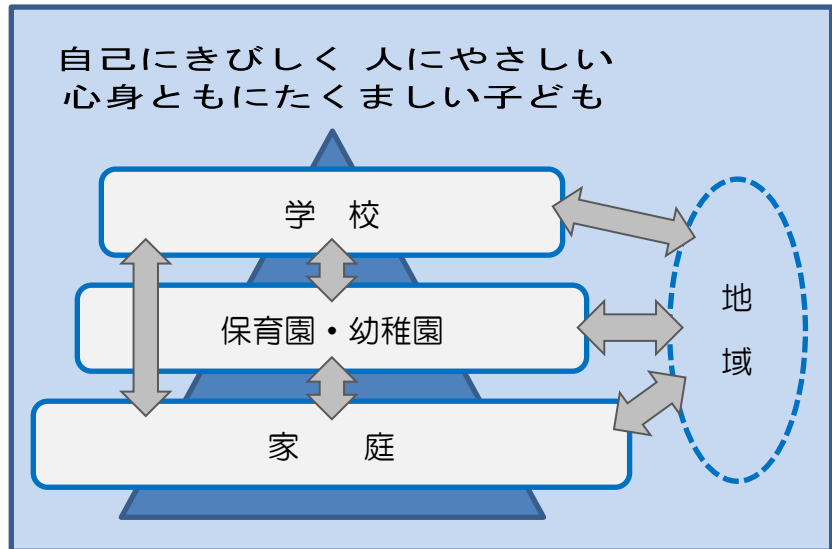 自己にきびしく 人にやさしい
心身ともにたくましい子ども
学　校
保育園・幼稚園
家　　庭
地
域